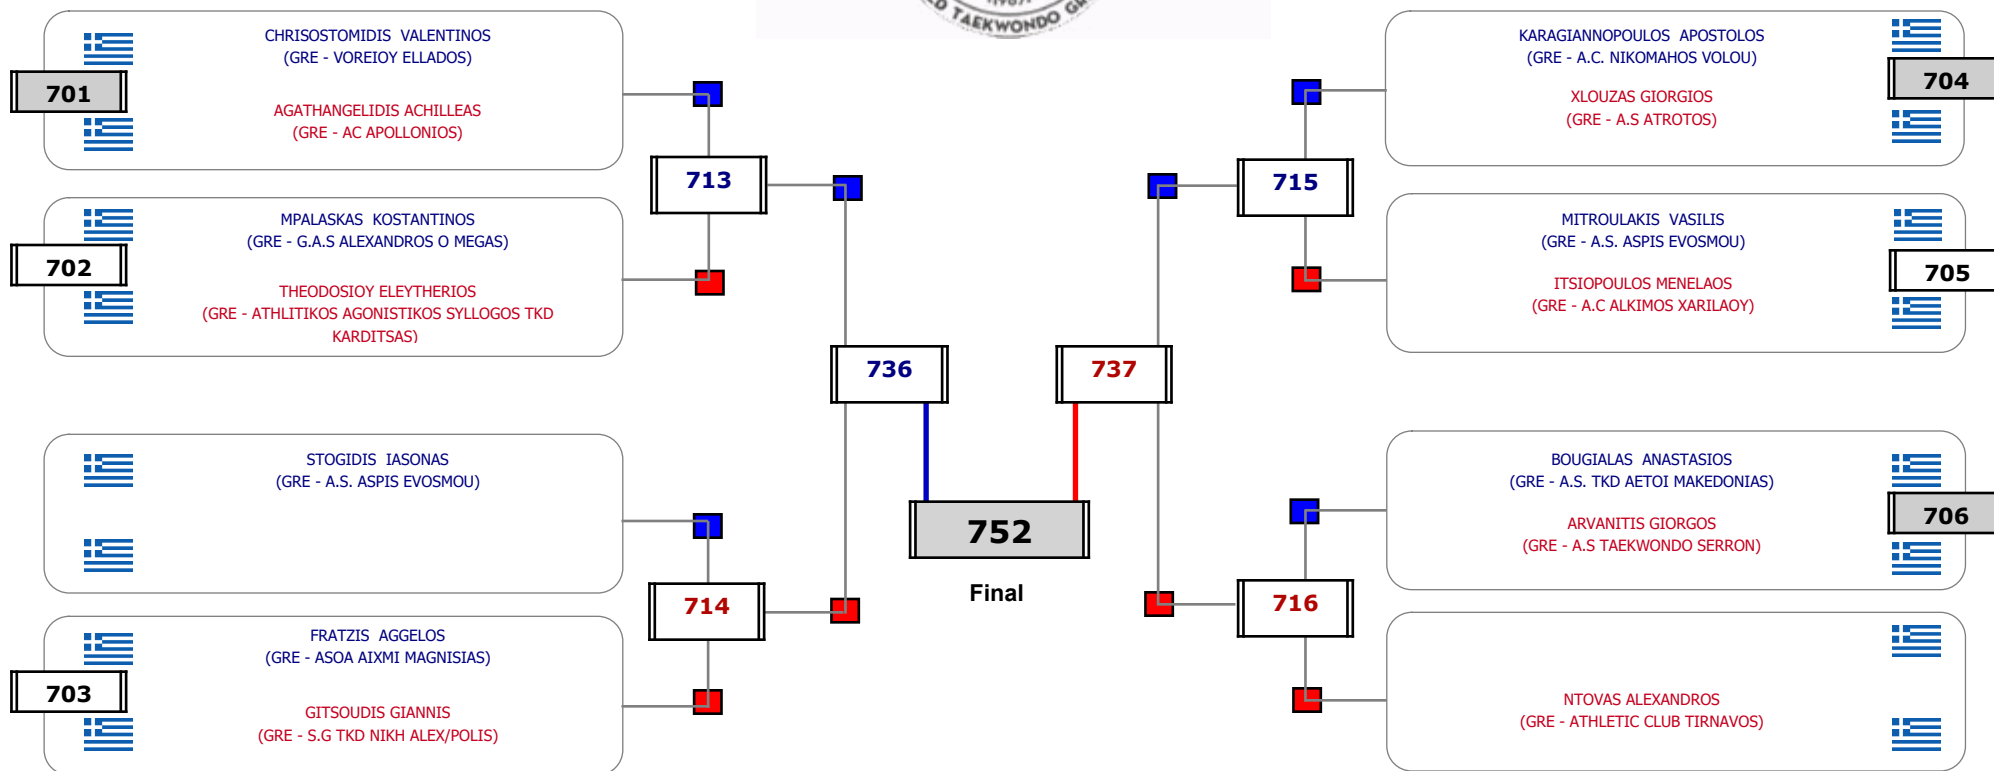 TAEKWONDO
CHRISOSTOMIDIS VALENTINOS
(GRE - VOREIOY ELLADOS)
701
AGATHANGELIDIS ACHILLEAS
(GRE - AC APOLLONIOS)
713
MPALASKAS KOSTANTINOS
(GRE - G.A.S ALEXANDROS O MEGAS)
702
THEODOSIOY ELEYTHERIOS
(GRE - ATHLITIKOS AGONISTIKOS SYLLOGOS TKD
KARDITSAS)
736
STOGIDIS IASONAS
(GRE - A.S. ASPIS EVOSMOU)
714
FRATZIS AGGELOS
(GRE - ASOA AIXMI MAGNISIAS)
703
GITSOUDIS GIANNIS
(GRE - S.G TKD NIKH ALEX/POLIS)
752
Final
KARAGIANNOPOULOS APOSTOLOS
(GRE - A.C. NIKOMAHOS VOLOU)
704
XLOUZAS GIORGIOS
(GRE - A.S ATROTOS)
715
MITROULAKIS VASILIS
(GRE - A.S. ASPIS EVOSMOU)
705
ITSIOPOULOS MENELAOS
(GRE - A.C ALKIMOS XARILAOY)
737
BOUGIALAS ANASTASIOS
(GRE - A.S. TKD AETOI MAKEDONIAS)
706
ARVANITIS GIORGOS
(GRE - A.S TAEKWONDO SERRON)
716
NTOVAS ALEXANDROS
(GRE - ATHLETIC CLUB TIRNAVOS)